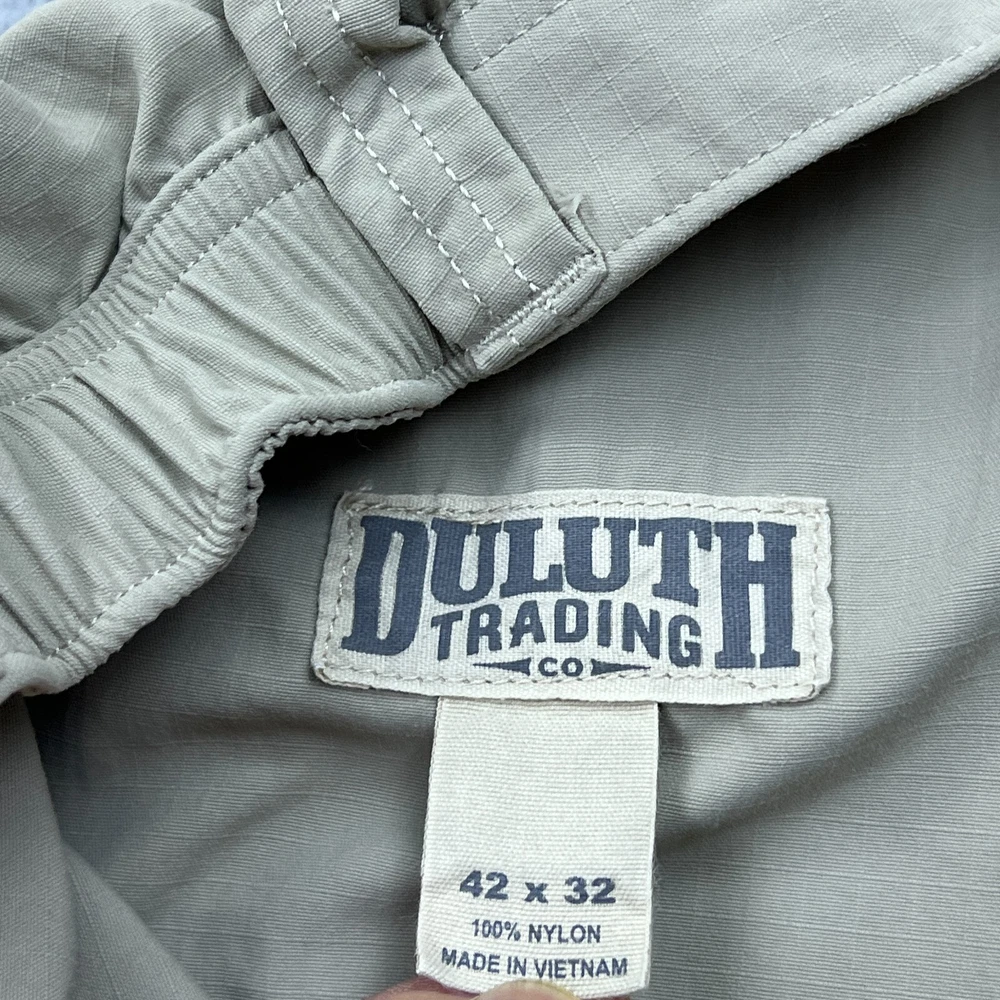 DULUTH
TRADING
CO
42 x 32
100% NYLON
MADE IN VIETNAM